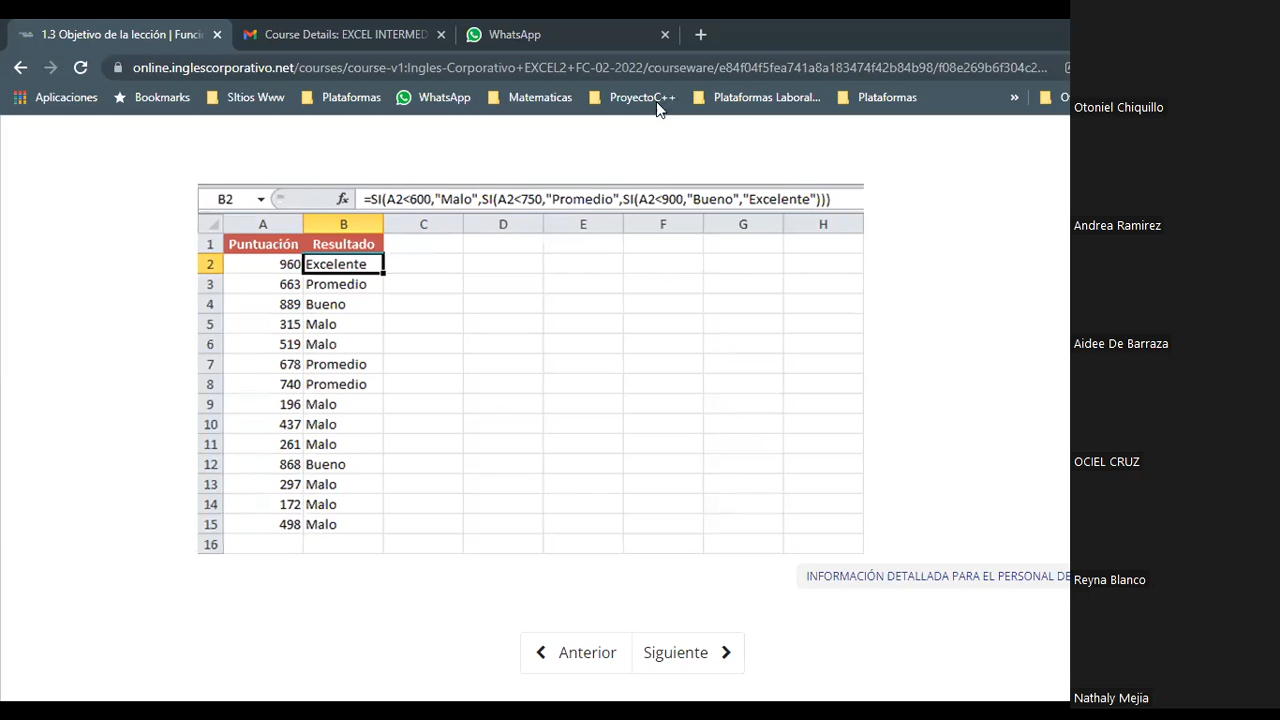 1.3 Objetivo de la lección | Funci
Course Details: EXCEL INTERMED
WhatsApp
online.inglescorporativo.net/courses/course-v1:Ingles-Corporativo+EXCEL2+FC-02-2022/courseware/e84f04f5fea741a8a183474f42b84b98/f08e269b6f304c2...
Aplicaciones Bookmarks SItios Www Plataformas WhatsApp Matematicas ProyectoC++ Plataformas Laboral... Plataformas » O
B2 fx =SI(A2<600,"Malo",SI(A2<750,"Promedio",SI(A2<900,"Bueno","Excelente")))
A B C D E F G H
1 Puntuación Resultado
2 960 Excelente
3 663 Promedio
4 889 Bueno
5 315 Malo
6 519 Malo
7 678 Promedio
8 740 Promedio
9 196 Malo
10 437 Malo
11 261 Malo
12 868 Bueno
13 297 Malo
14 172 Malo
15 498 Malo
16
INFORMACIÓN DETALLADA PARA EL PERSONAL DE
Anterior
Siguiente
Otoniel Chiquillo
Andrea Ramirez
Aidee De Barraza
OCIEL CRUZ
Reyna Blanco
Nathaly Mejia